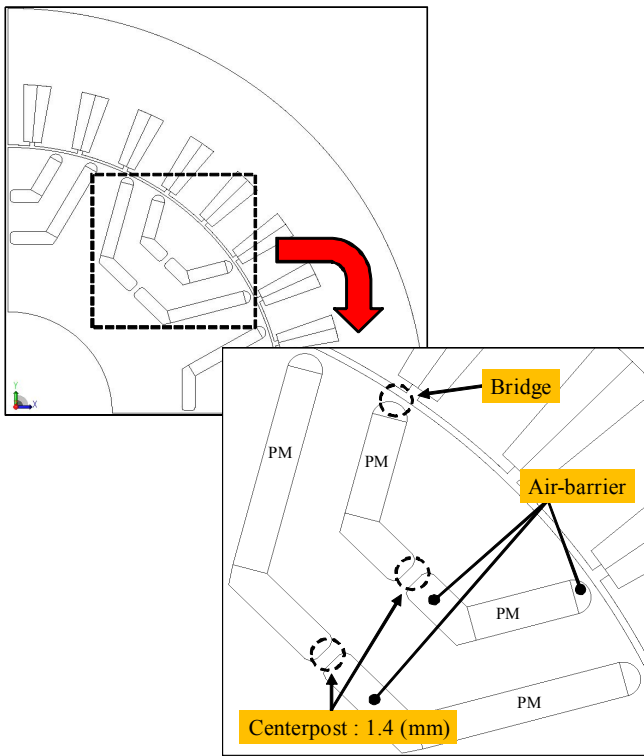 Y
X
Bridge
PM
PM
Air-barrier
PM
PM
Centerpost : 1.4 (mm)